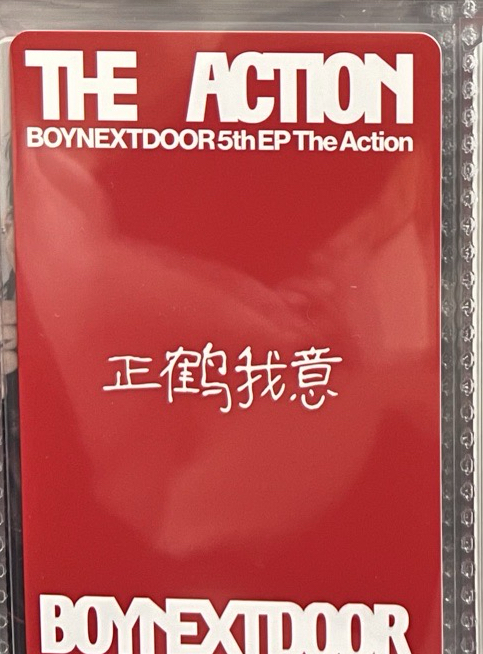 THE ACTION
BOYNEXTDOOR 5th EP The Action
正鹤我意
BOYNEXTDOOR